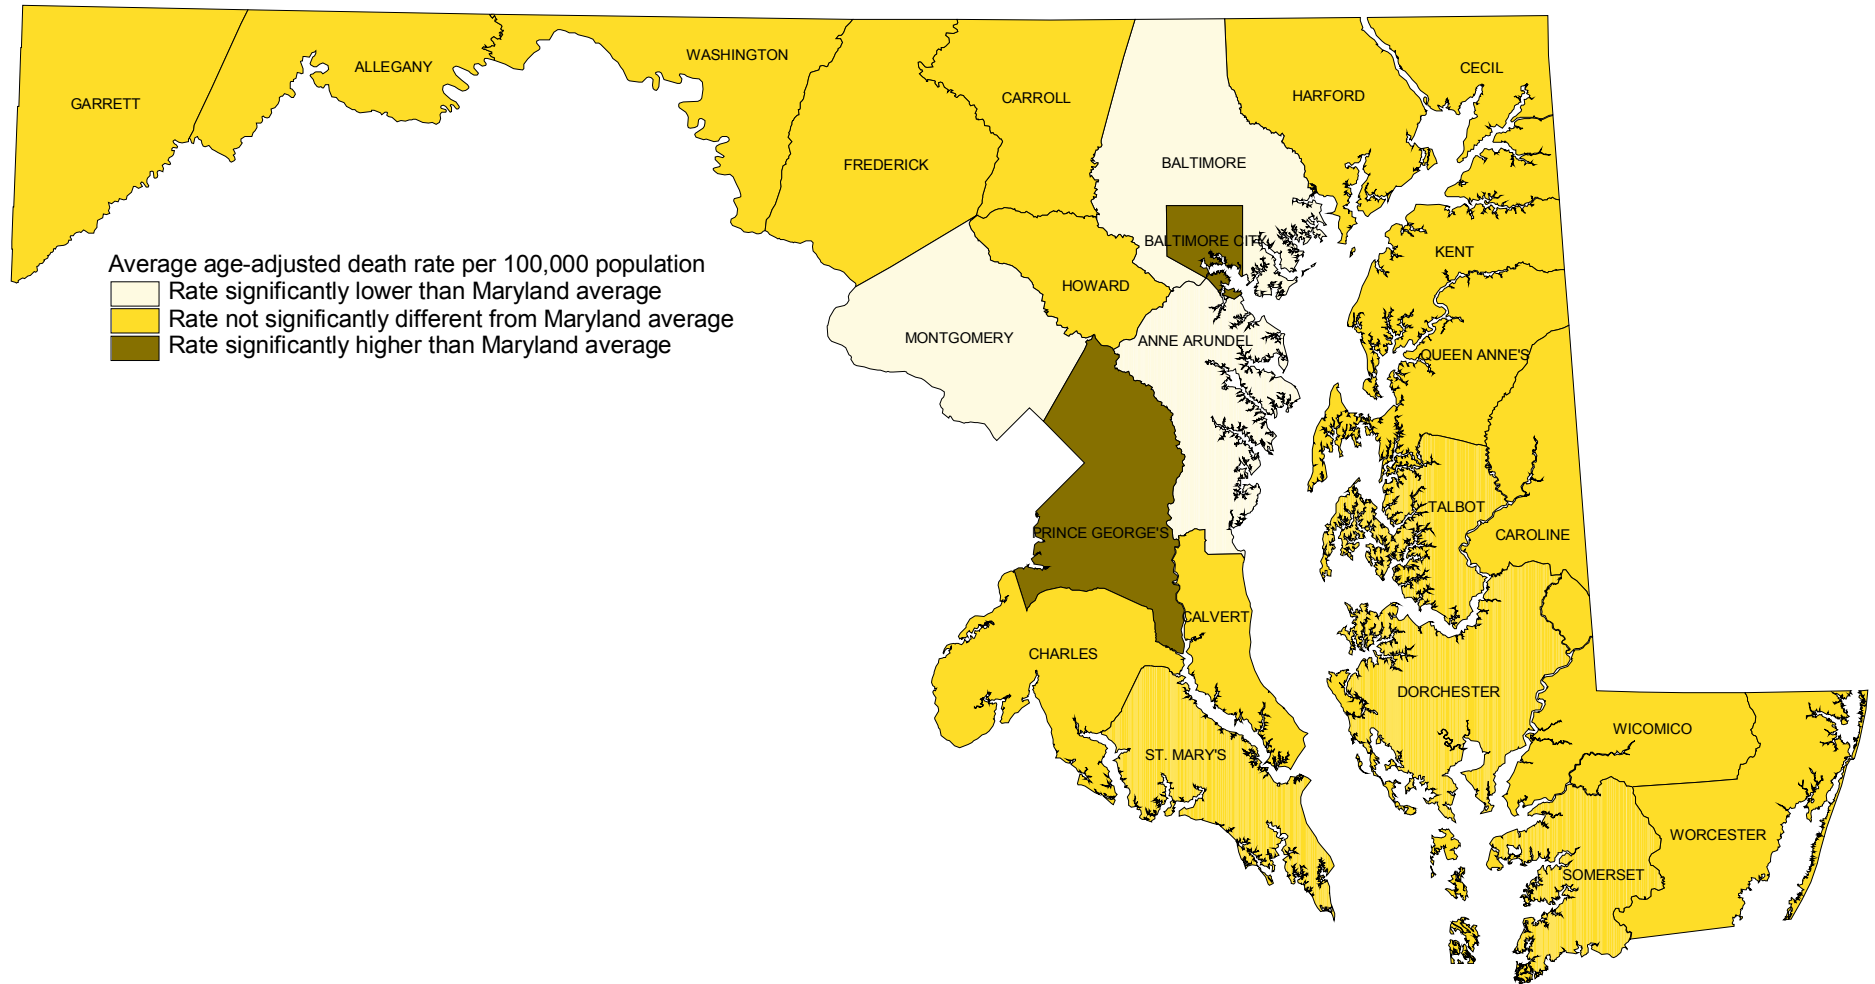 GARRETT
ALLEGANY
WASHINGTON
FREDERICK
CARROLL
BALTIMORE
HARFORD
CECIL
BALTIMORE CITY
KENT
HOWARD
MONTGOMERY
ANNE ARUNDEL
QUEEN ANNE'S
Average age-adjusted death rate per 100,000 population
Rate significantly lower than Maryland average
Rate not significantly different from Maryland average
Rate significantly higher than Maryland average
TALBOT
PRINCE GEORGE'S
CAROLINE
CALVERT
CHARLES
DORCHESTER
ST. MARY'S
WICOMICO
WORCESTER
SOMERSET